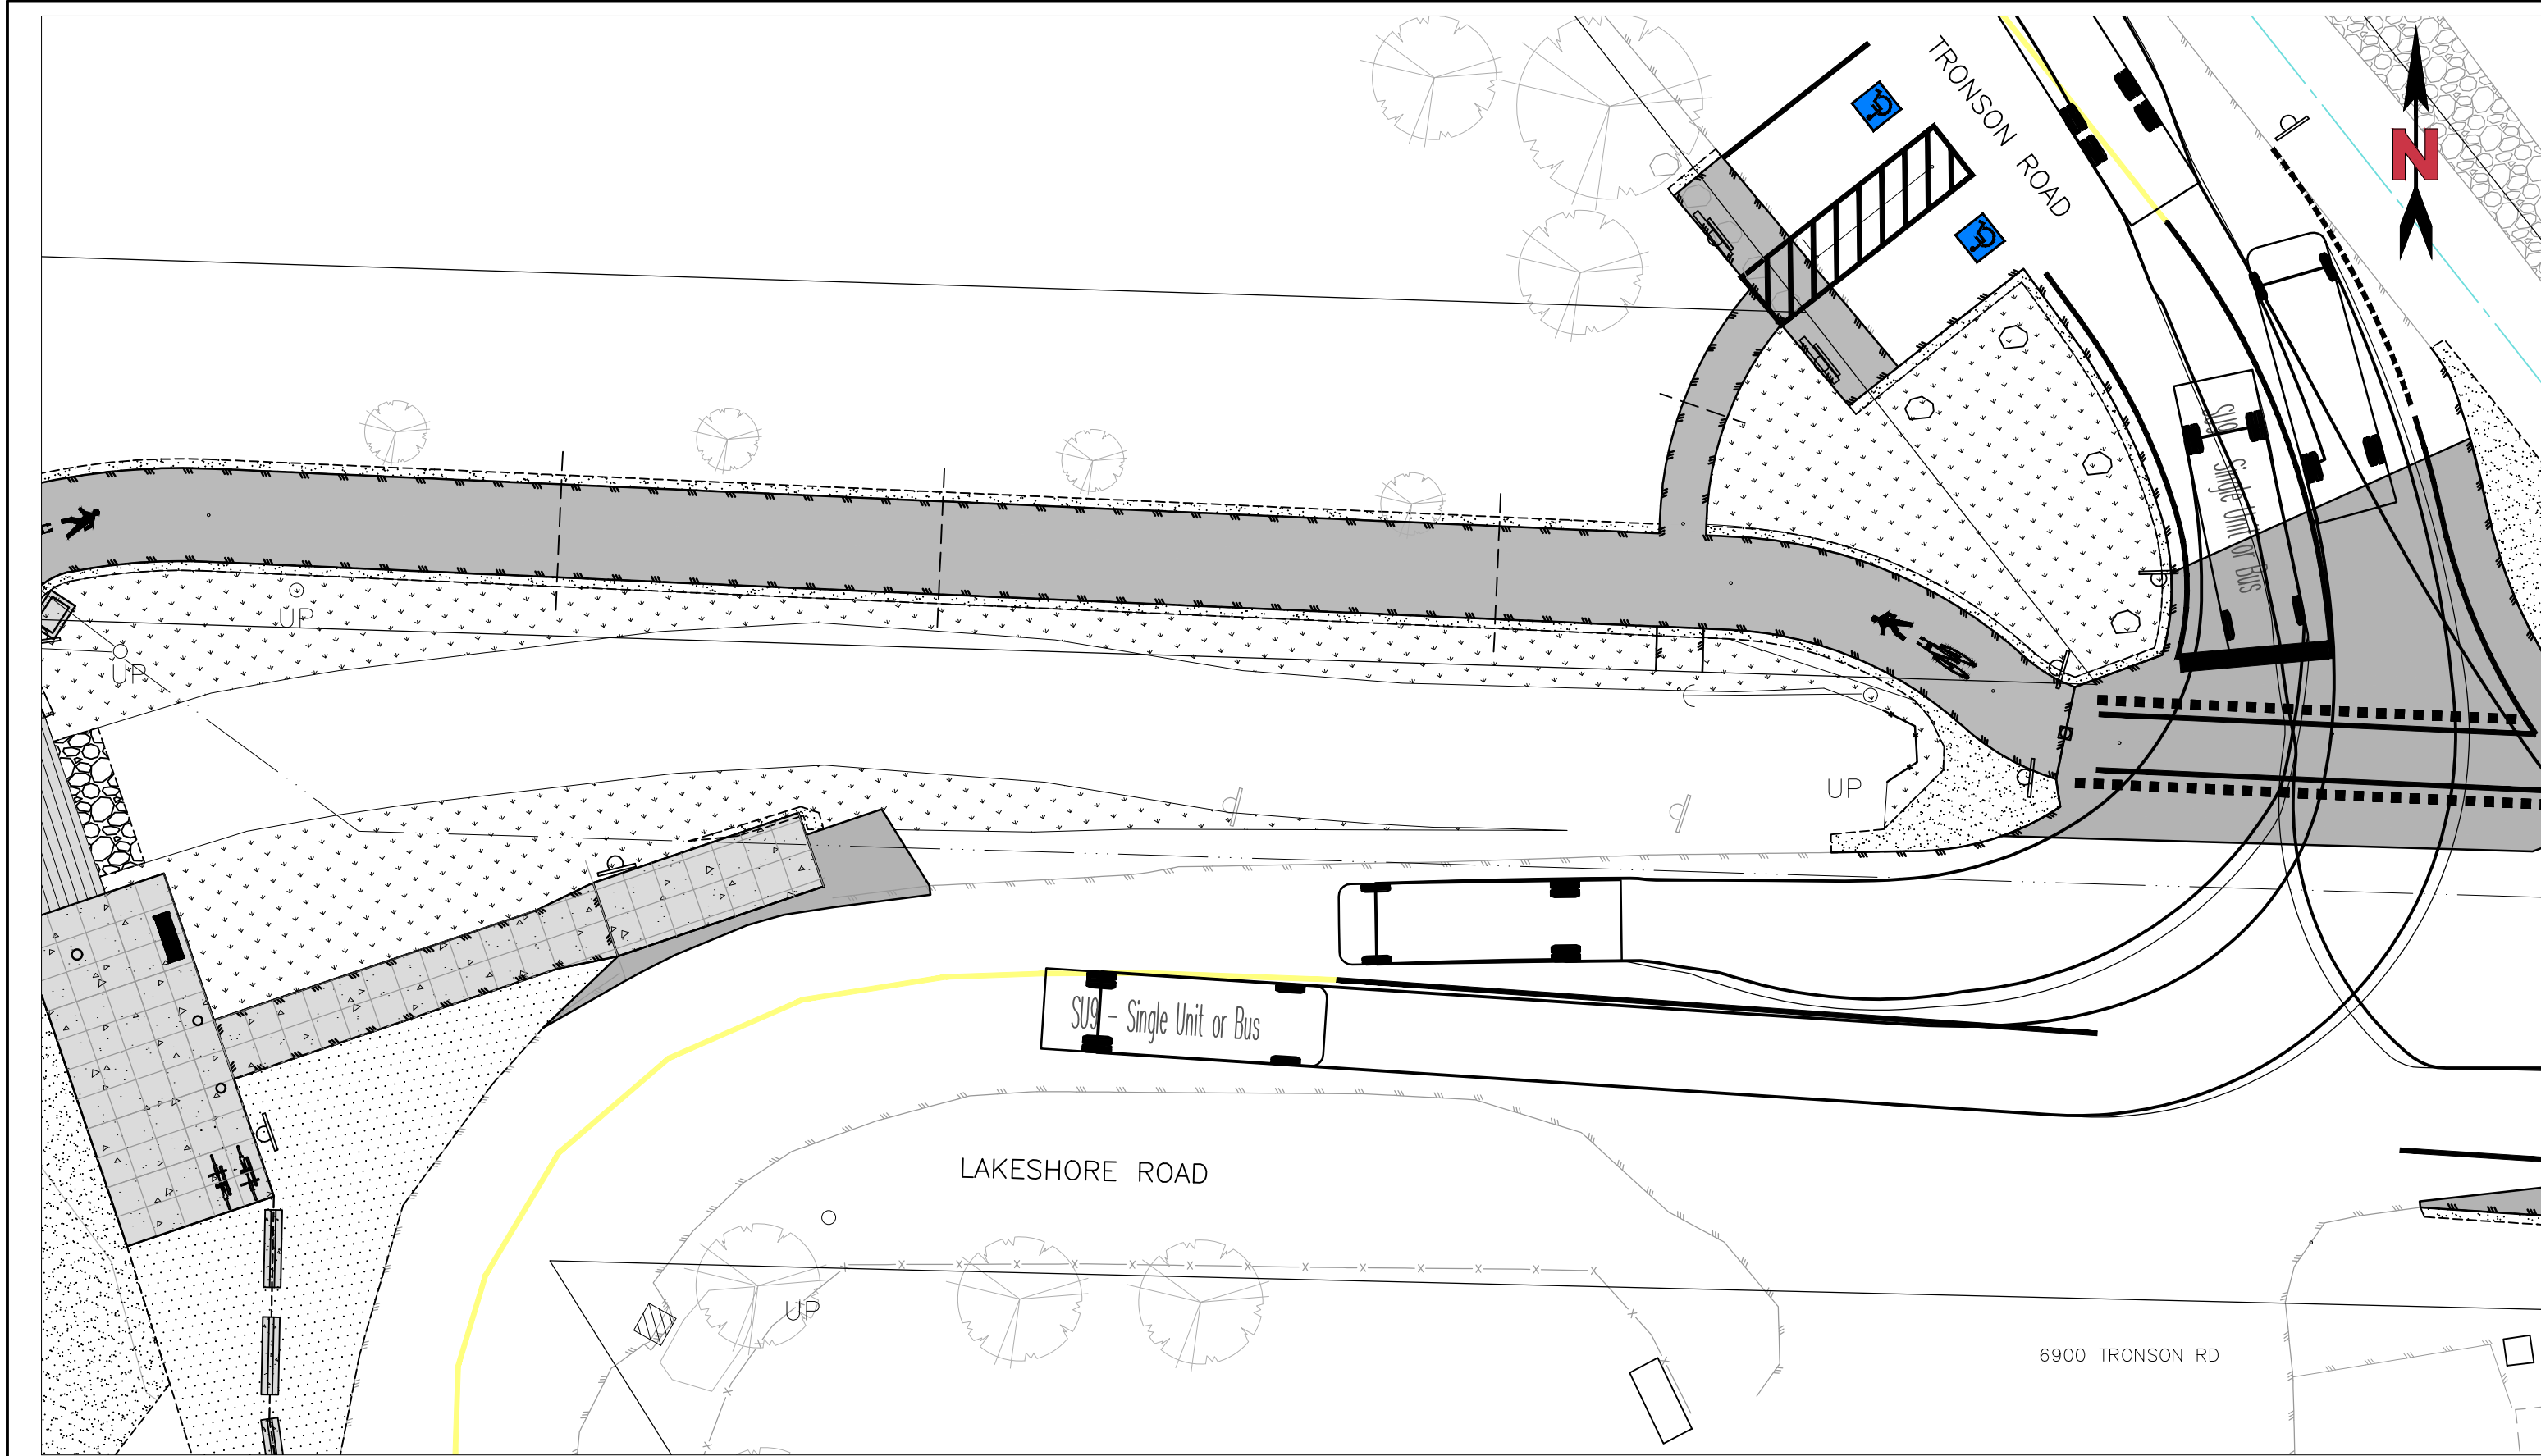 TRONSON ROAD
N
SU9 - Single Unit or Bus
UP
UP
UP
SU9 - Single Unit or Bus
LAKESHORE ROAD
UP
6900 TRONSON RD